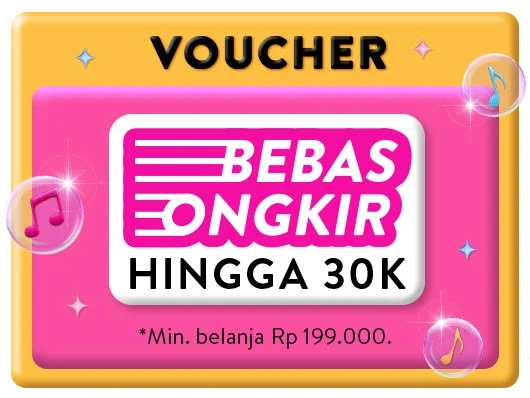 VOUCHER
BEBAS
ONGKIR
HINGGA 30K
*Min. belanja Rp 199.000.